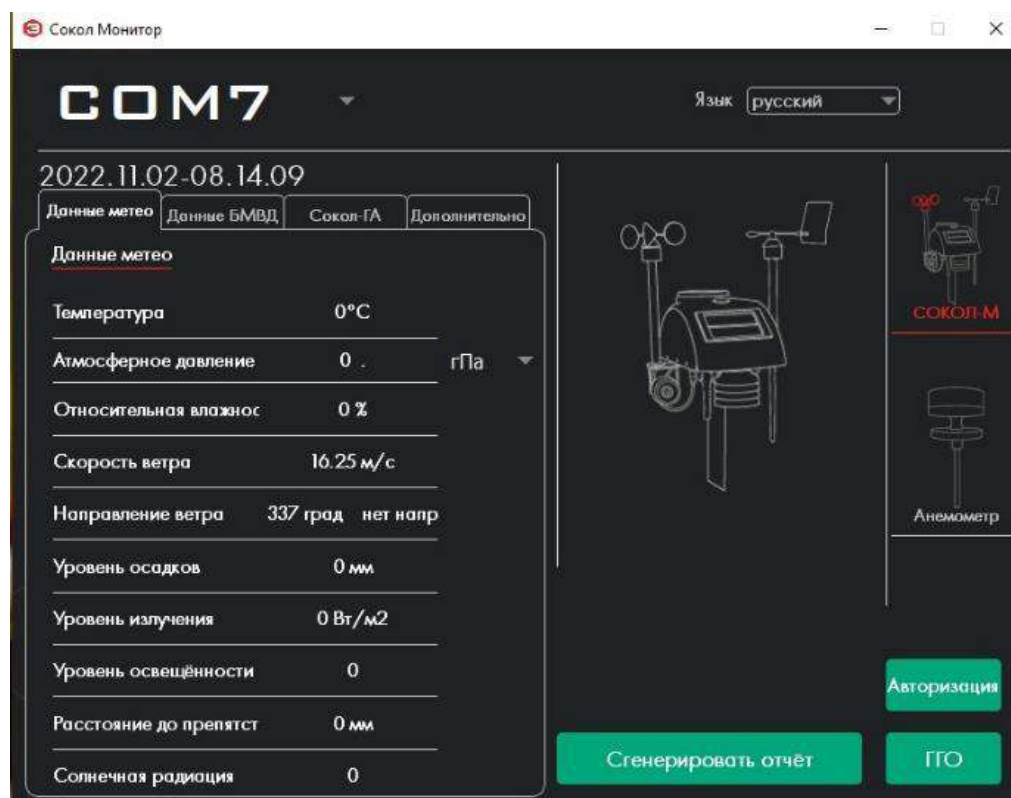 Сокол Монитор
COM7
Язык русский
2022.11.02-08.14.09
Данные метео Данные БМВД Сокол-ГА Дополнительно
Данные метео
Температура 0°C
Атмосферное давление 0 . гПа
Относительная влажнос 0 %
Скорость ветра 16.25 м/с
Направление ветра 337 град нет напр
Уровень осадков 0 мм
Уровень излучения 0 Вт/м2
Уровень освещённости 0
Расстояние до препятст 0 мм
Солнечная радиация 0
СОКОЛ-М
Анемометр
Авторизация
Сгенерировать отчёт
ГГО